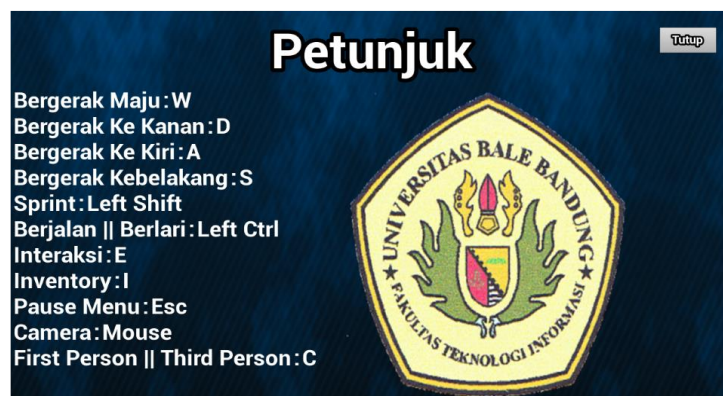 Petunjuk
Tutup
Bergerak Maju:W
Bergerak Ke Kanan:D
Bergerak Ke Kiri:A
Bergerak Kebelakang:S
Sprint:Left Shift
Berjalan || Berlari:Left Ctrl
Interaksi:E
Inventory:I
Pause Menu:Esc
Camera:Mouse
First Person || Third Person:C
UNIVERSITAS BALE BANDUNG
FAKULTAS TEKNOLOGI INFORMASI